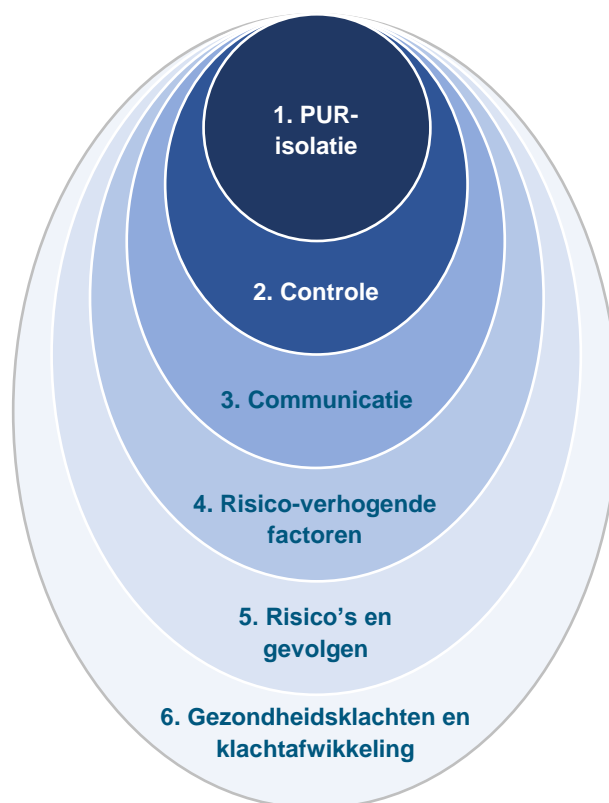 1. PUR-
isolatie
2. Controle
3. Communicatie
4. Risico-verhogende
factoren
5. Risico’s en
gevolgen
6. Gezondheidsklachten en
klachtafwikkeling